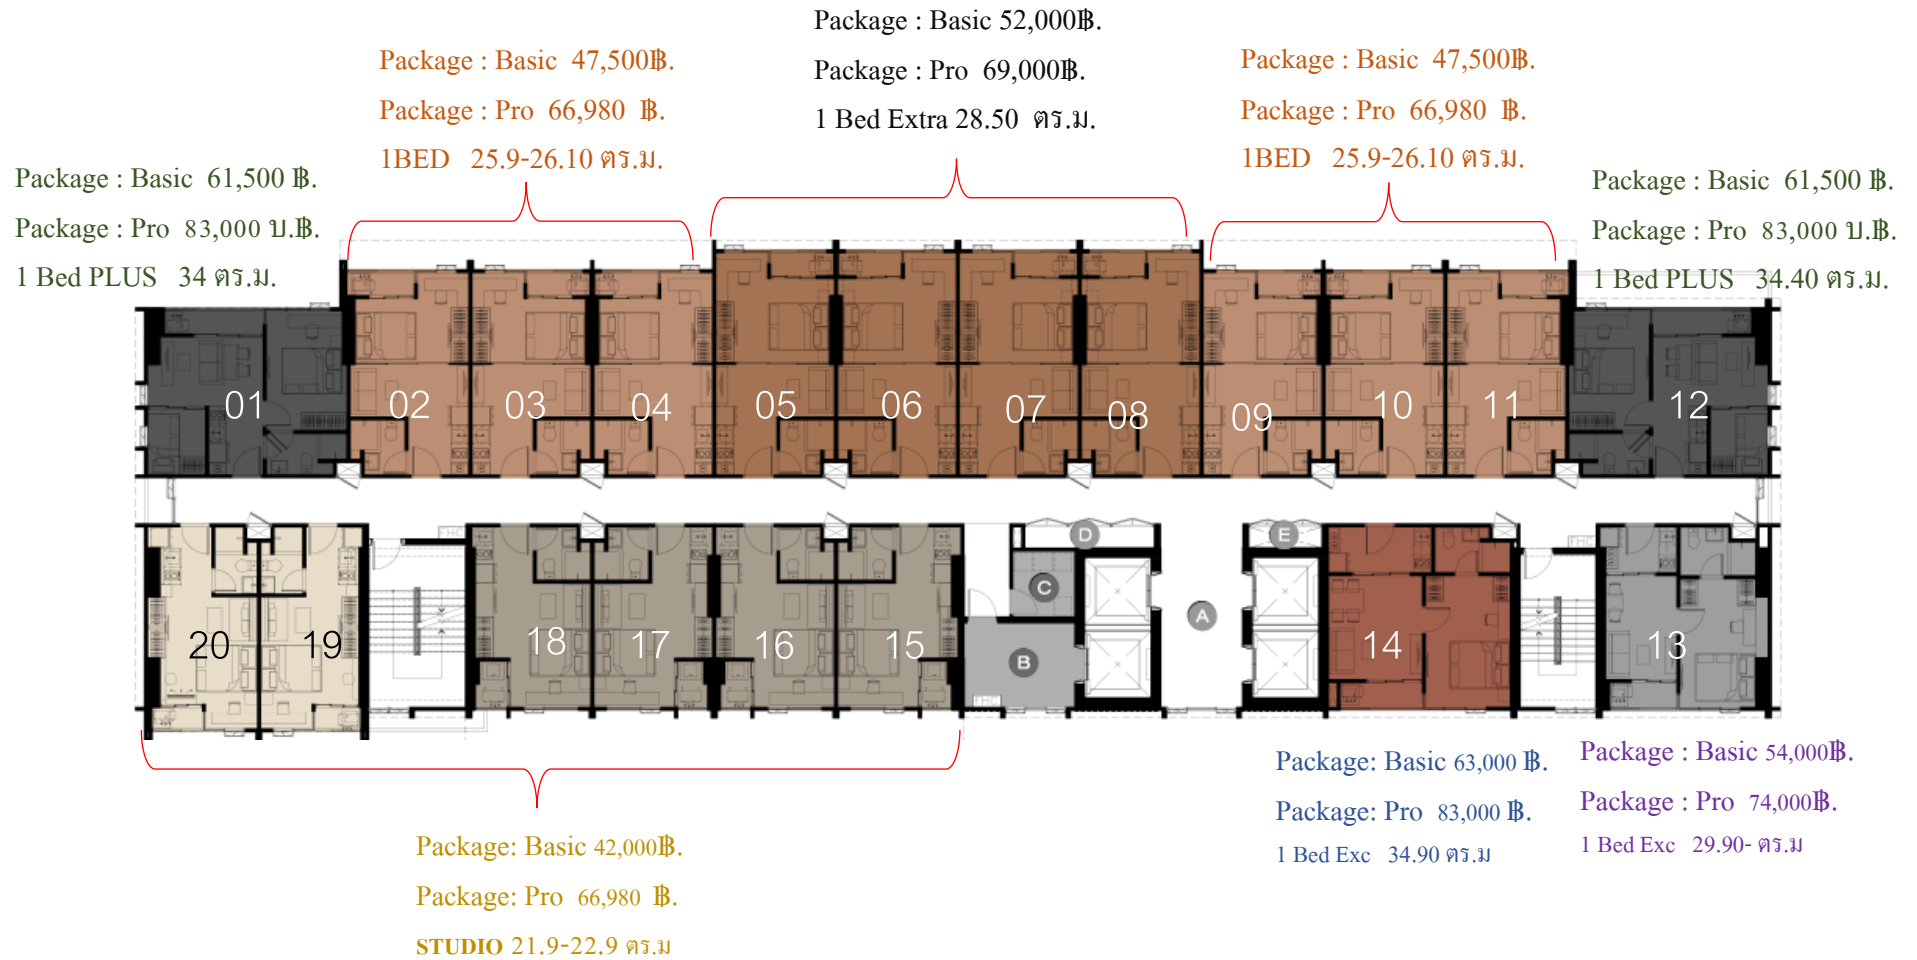 Package : Basic 52,000฿.
Package : Pro 69,000฿.
1 Bed Extra 28.50 ตร.ม.
Package : Basic 47,500฿.
Package : Pro 66,980 ฿.
1BED 25.9-26.10 ตร.ม.
Package : Basic 47,500฿.
Package : Pro 66,980 ฿.
1BED 25.9-26.10 ตร.ม.
Package : Basic 61,500 ฿.
Package : Pro 83,000 บ.฿.
1 Bed PLUS 34 ตร.ม.
Package : Basic 61,500 ฿.
Package : Pro 83,000 บ.฿.
1 Bed PLUS 34.40 ตร.ม.
01 02 03 04 05 06 07 08 09 10 11 12
FHC
D
E
FHC
C
A
B
FHC
20 19 18 17 16 15 14 13
Package: Basic 63,000 ฿.
Package: Pro 83,000 ฿.
1 Bed Exc 34.90 ตร.ม
Package : Basic 54,000฿.
Package : Pro 74,000฿.
1 Bed Exc 29.90- ตร.ม
Package: Basic 42,000฿.
Package: Pro 66,980 ฿.
STUDIO 21.9-22.9 ตร.ม